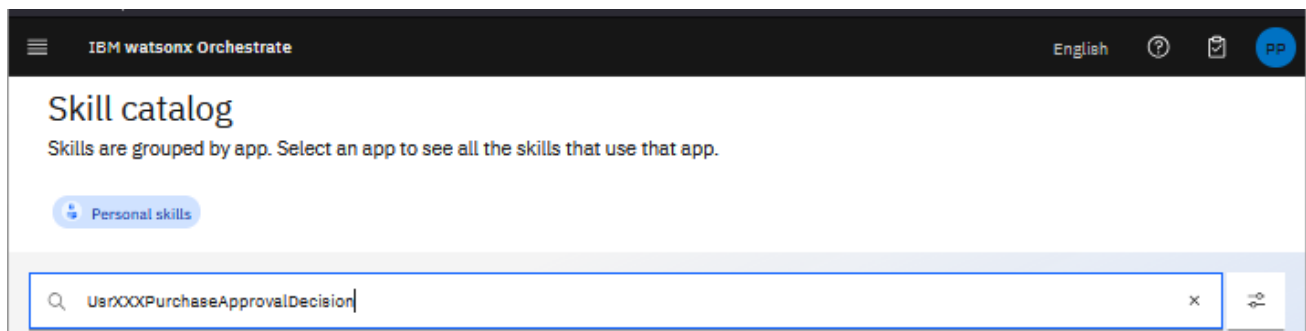 IBM watsonx Orchestrate English PP
Skill catalog
Skills are grouped by app. Select an app to see all the skills that use that app.
Personal skills
UsrXXXPurchaseApprovalDecision